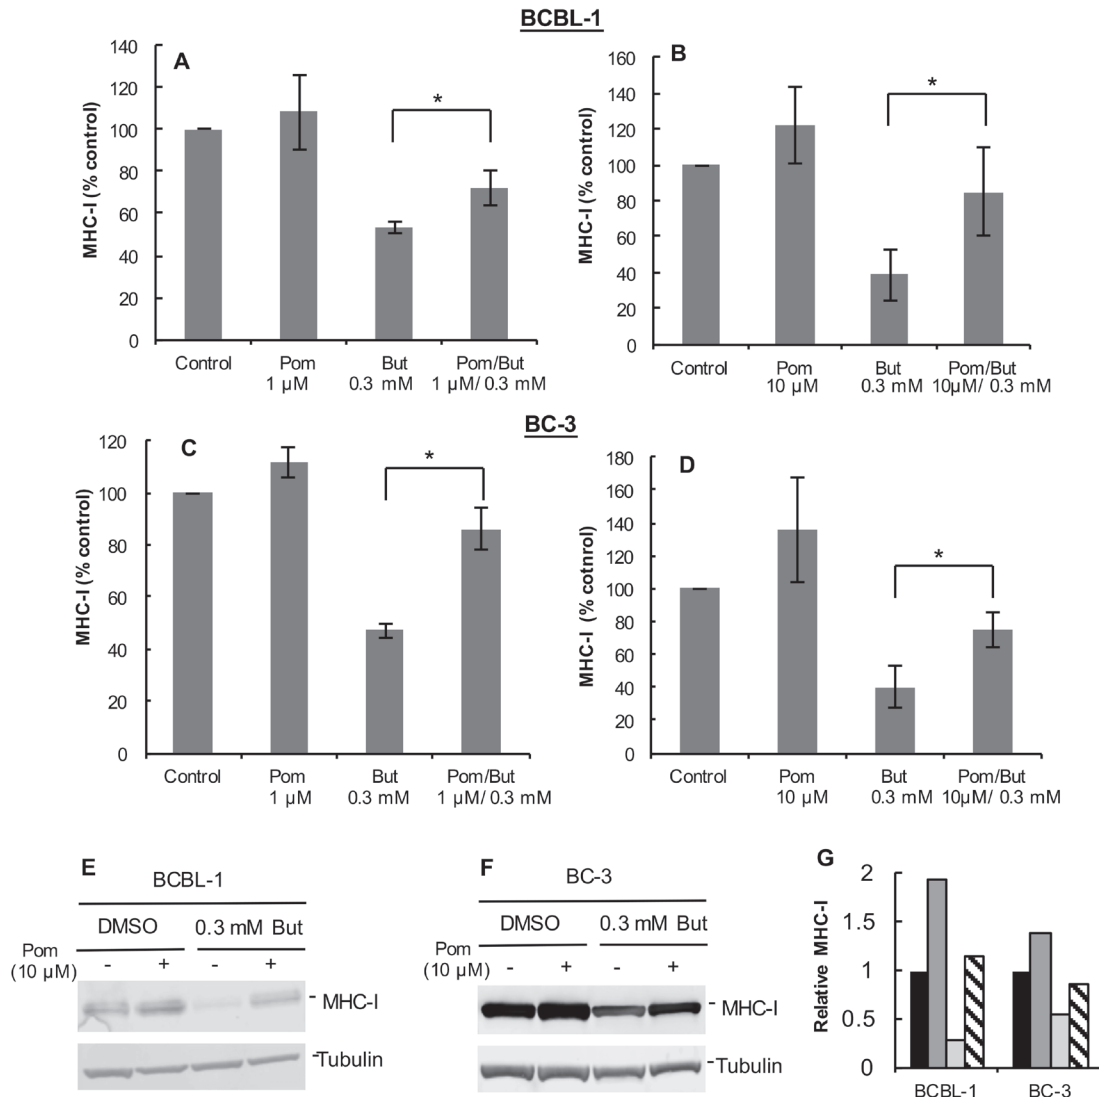 BCBL-1
A
MHC-I (% control)
140
120
100
80
60
40
20
0
*
Control Pom But Pom/But
1 µM 0.3 mM 1 µM/ 0.3 mM
B
MHC-I (% control)
160
140
120
100
80
60
40
20
0
*
Control Pom But Pom/But
10 µM 0.3 mM 10µM/ 0.3 mM
BC-3
C
MHC-I (% control)
120
100
80
60
40
20
0
*
Control Pom But Pom/But
1 µM 0.3 mM 1 µM/ 0.3 mM
D
MHC-I (% cotnrol)
180
160
140
120
100
80
60
40
20
0
*
Control Pom But Pom/But
10 µM 0.3 mM 10µM/ 0.3 mM
E
BCBL-1
DMSO 0.3 mM But
Pom
(10 µM) - + - +
- MHC-I
-Tubulin
F
BC-3
DMSO 0.3 mM But
Pom
(10 µM) - + - +
- MHC-I
-Tubulin
G
Relative MHC-I
2
1.5
1
0.5
0
BCBL-1 BC-3